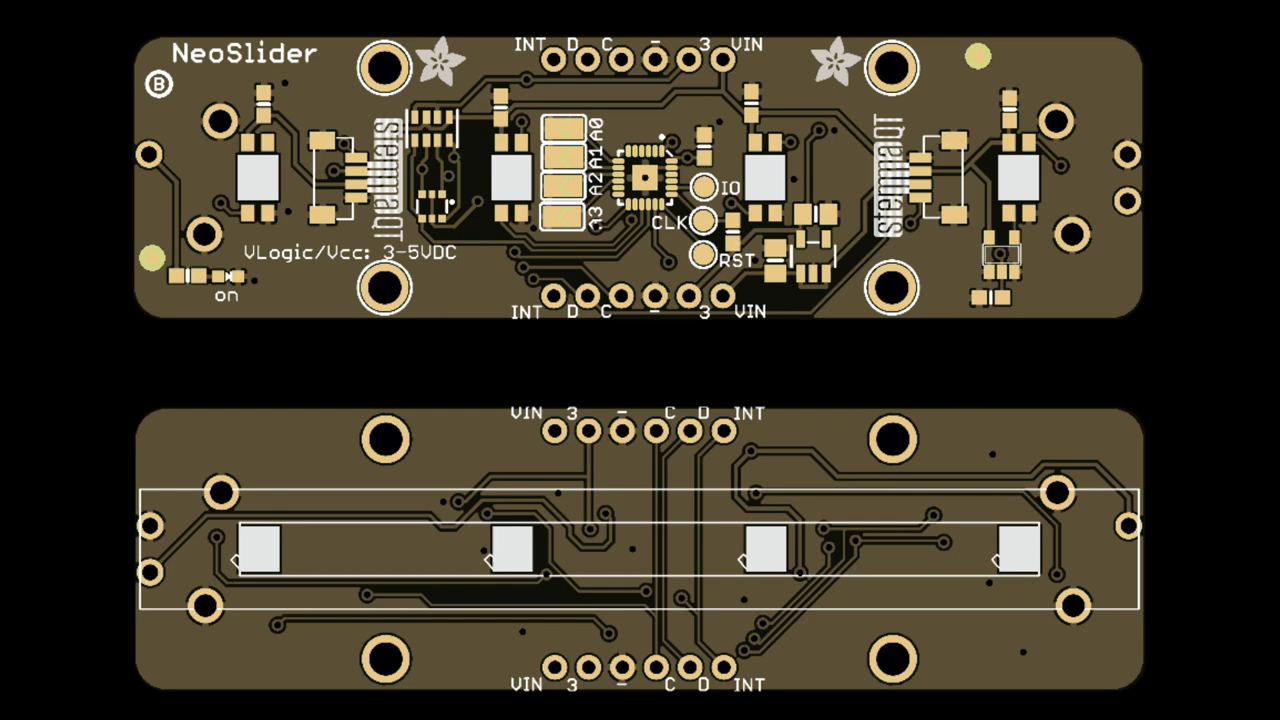 INT D C - 3 VIN
NeoSlider
B
A0
A1
A2
A3
IO
CLK
RST
stemmaQT
stemmaQT
VLogic/Vcc: 3-5VDC
on
INT D C - 3 VIN
VIN 3 - C D INT
VIN 3 - C D INT